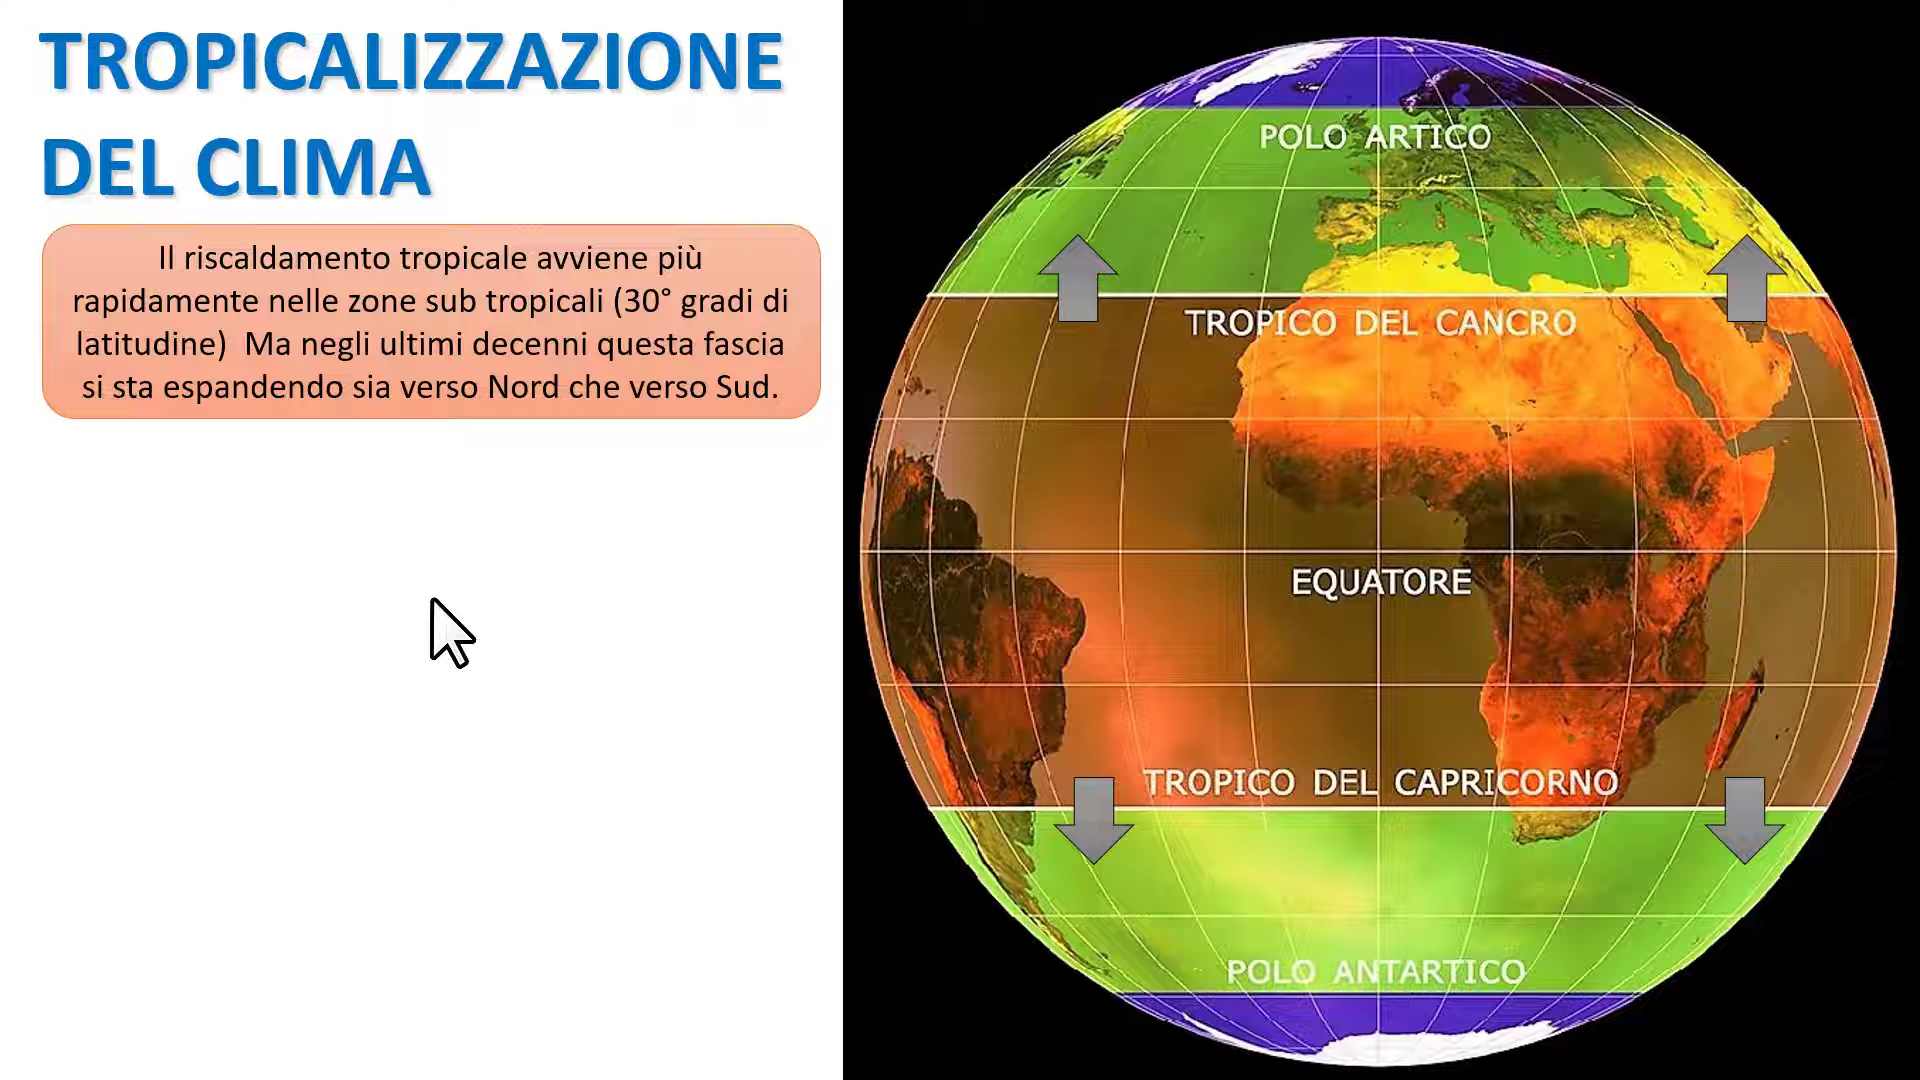 TROPICALIZZAZIONE
DEL CLIMA
Il riscaldamento tropicale avviene più
rapidamente nelle zone sub tropicali (30° gradi di
latitudine)  Ma negli ultimi decenni questa fascia
si sta espandendo sia verso Nord che verso Sud.
POLO ARTICO
TROPICO DEL CANCRO
EQUATORE
TROPICO DEL CAPRICORNO
POLO ANTARTICO